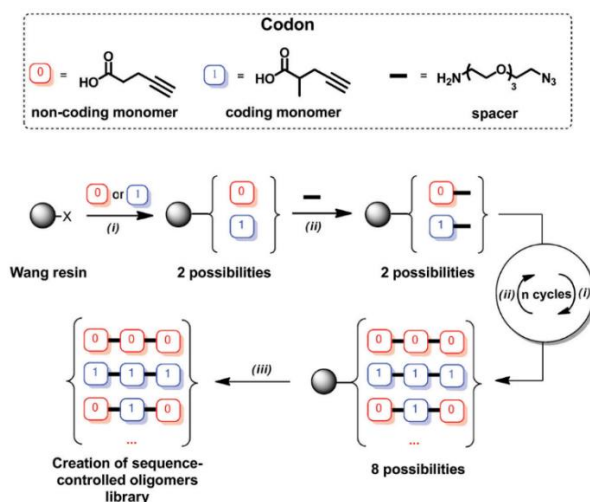 Codon
0 = HO O
non-coding monomer
1 = HO O
coding monomer
= H2N O 3 N3
spacer
X
0 or 1
(i)
(ii)
Wang resin
0
1
2 possibilities
0
1
2 possibilities
(ii) n cycles (i)
0 0 0
1 1 1
0 1 0
...
Creation of sequence-
controlled oligomers
library
(iii)
0 0 0
1 1 1
0 1 0
...
8 possibilities